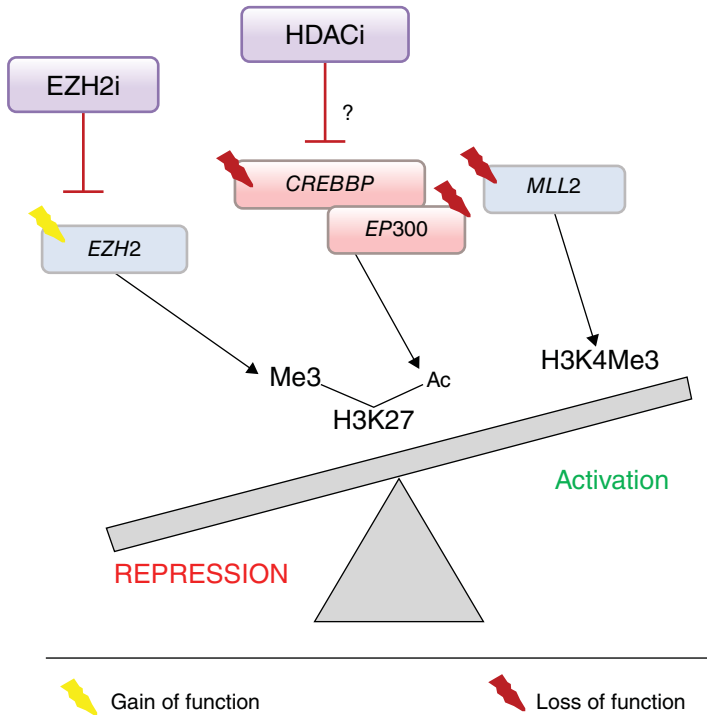 HDACi
EZH2i
?
CREBBP
MLL2
EP300
EZH2
H3K4Me3
Me3
Ac
H3K27
Activation
REPRESSION
Gain of function
Loss of function